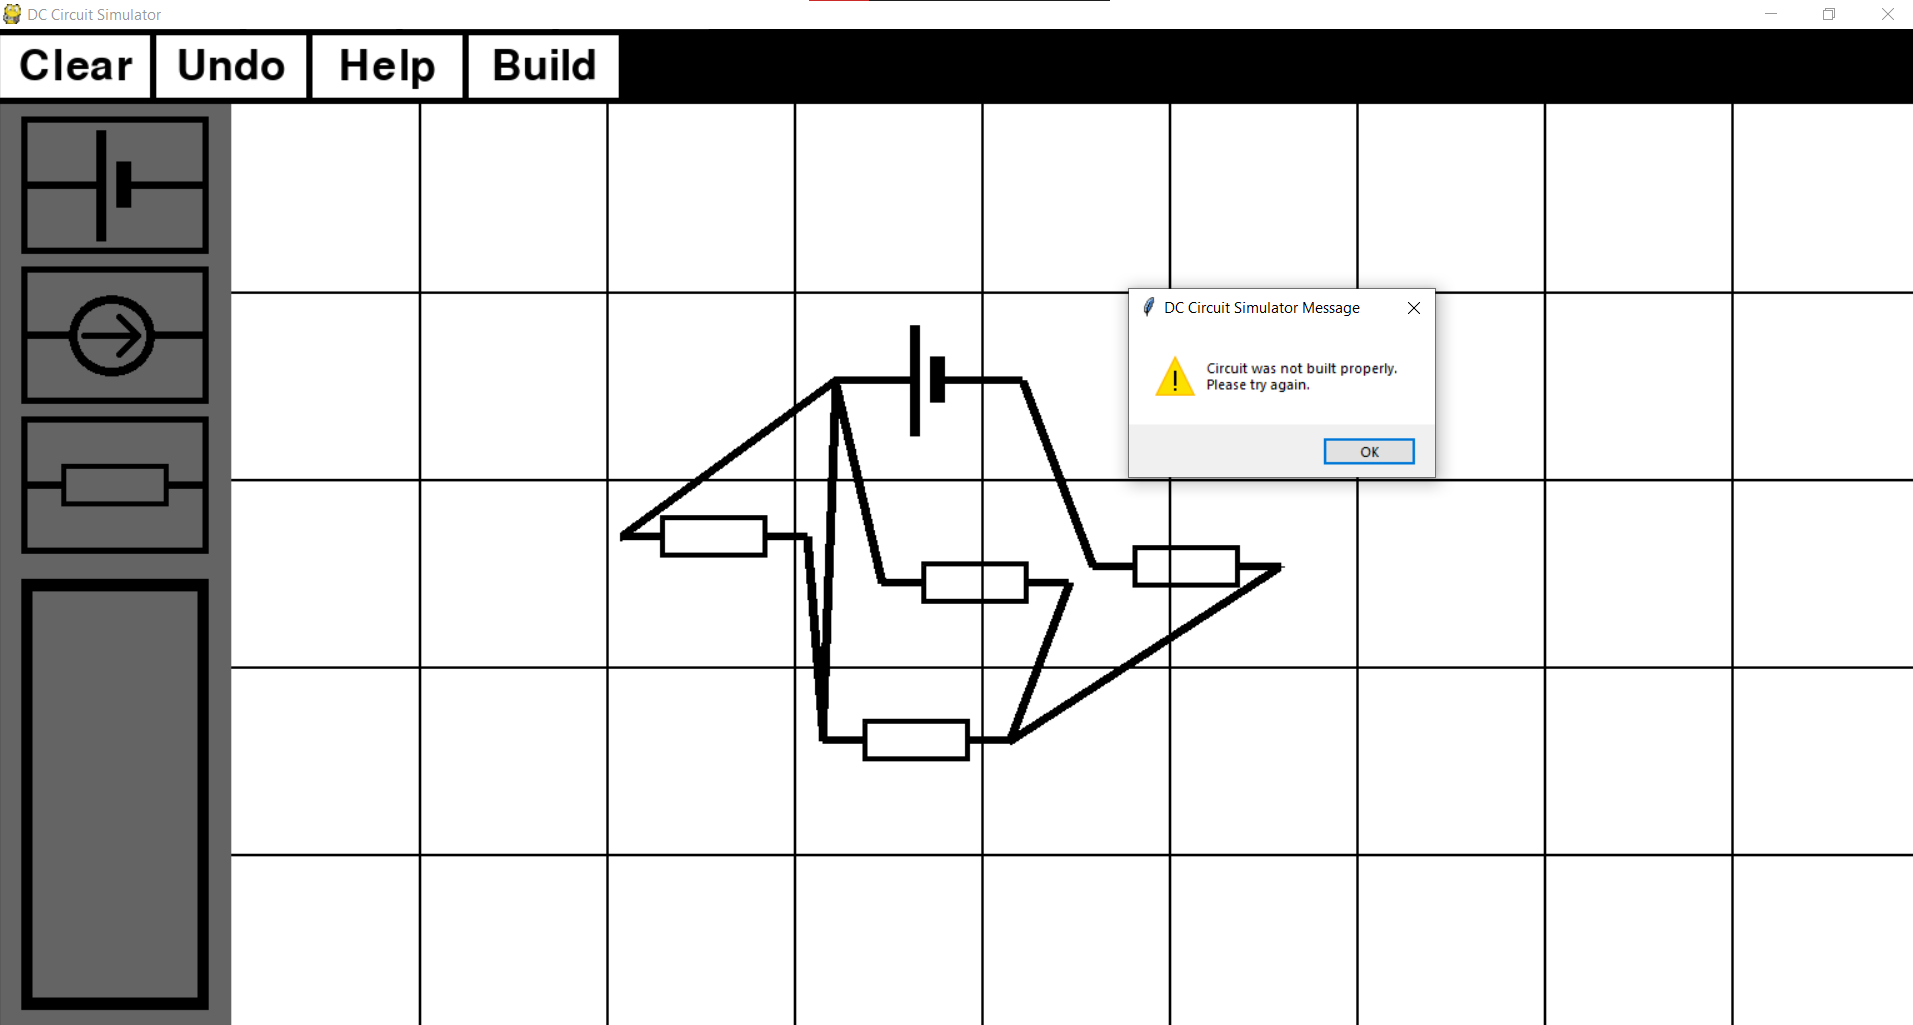 DC Circuit Simulator
Clear Undo Help Build
DC Circuit Simulator Message
Circuit was not built properly.
Please try again.
OK